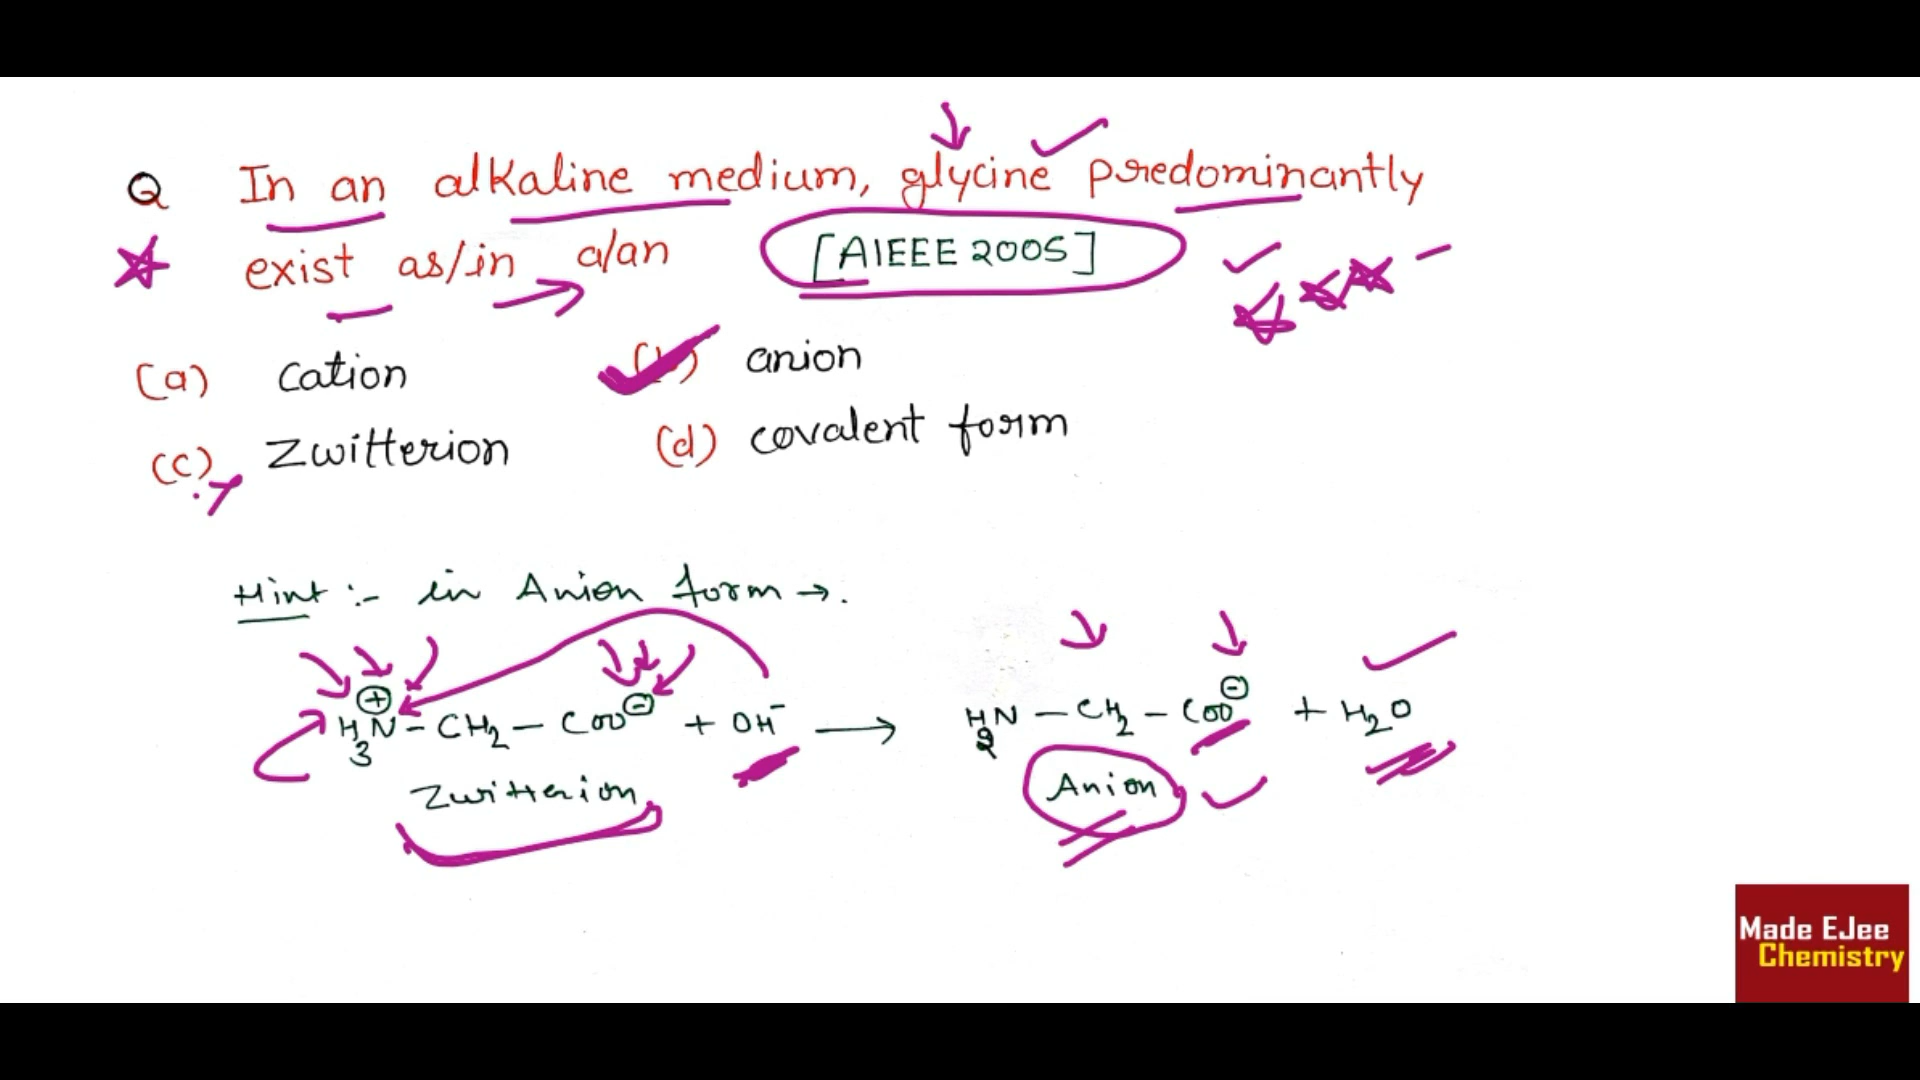 Q In an alkaline medium, glycine predominantly
exist as/in a/an [AIEEE 2005]
(a) cation (b) anion
(c) Zwitterion (d) covalent form
Hint :- in Anion form →.
H₃N⊕ - CH₂ - COO⊖ + OH⁻ → H₂N - CH₂ - COO⊖ + H₂O
Zwitterion Anion
Made EJee
Chemistry